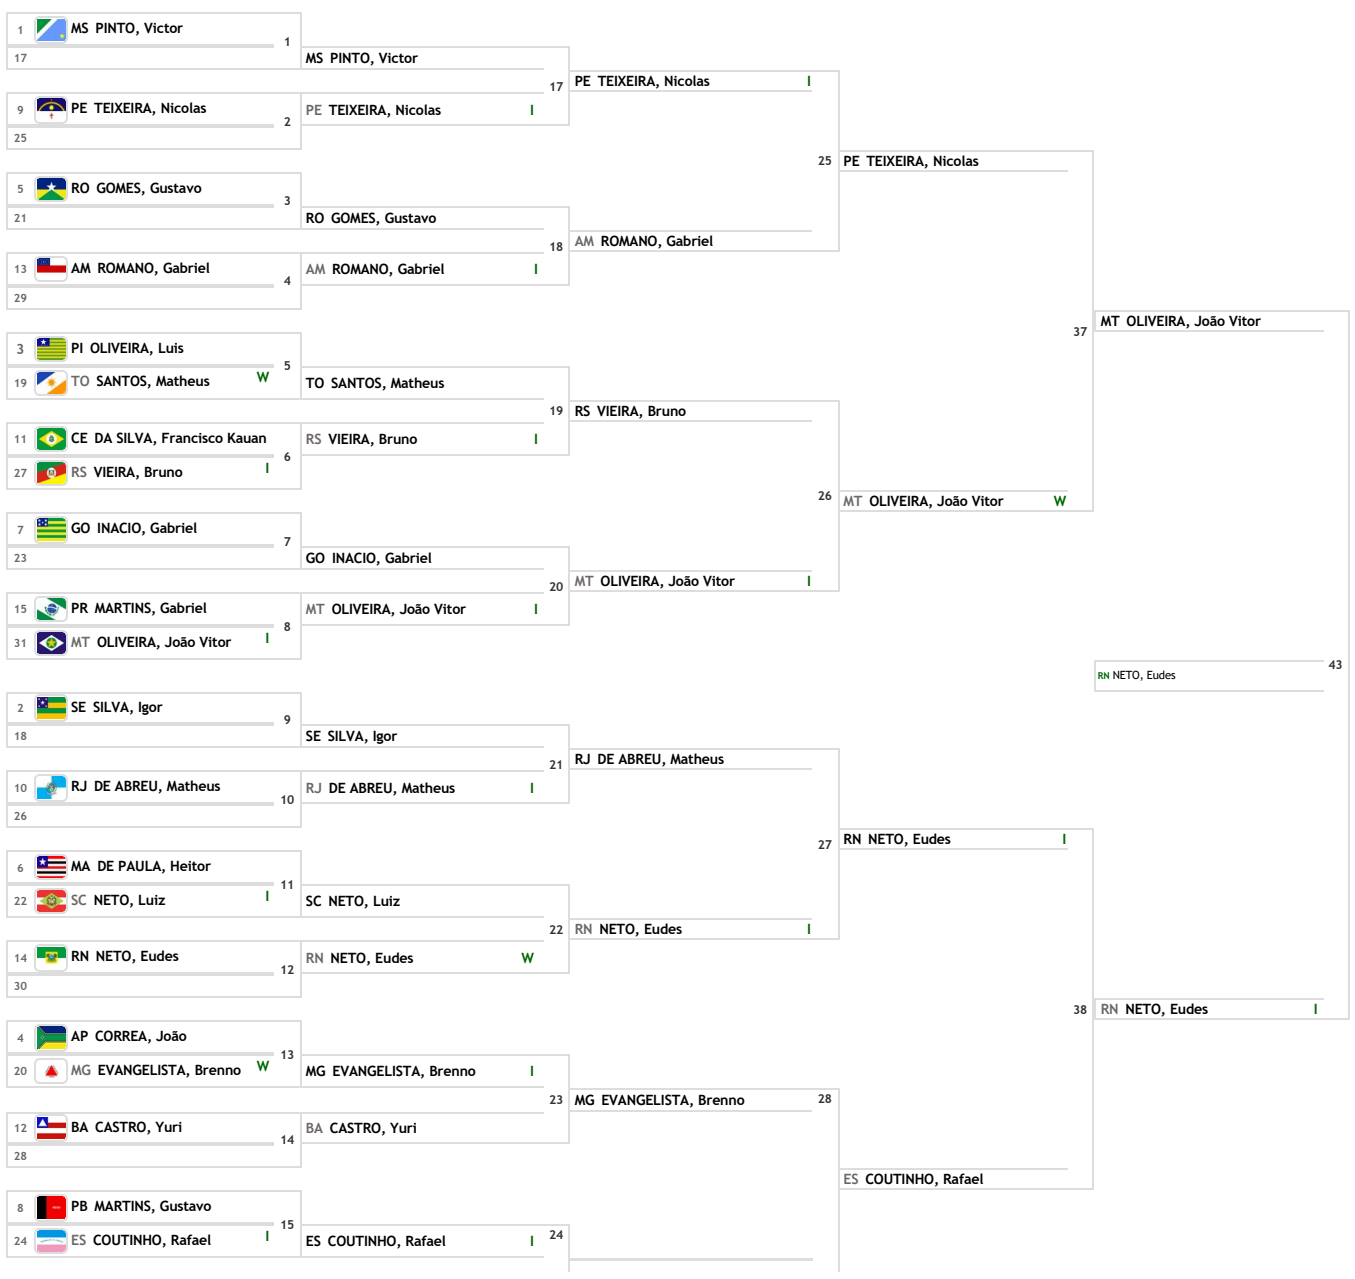 1 MS PINTO, Victor
1
17
MS PINTO, Victor
17
PE TEIXEIRA, Nicolas I
9 PE TEIXEIRA, Nicolas
2
25
PE TEIXEIRA, Nicolas I
25
PE TEIXEIRA, Nicolas
5 RO GOMES, Gustavo
3
21
RO GOMES, Gustavo
18
AM ROMANO, Gabriel
13 AM ROMANO, Gabriel
4
29
AM ROMANO, Gabriel I
37
MT OLIVEIRA, João Vitor
3 PI OLIVEIRA, Luis
5
19 TO SANTOS, Matheus W
TO SANTOS, Matheus
19
RS VIEIRA, Bruno
11 CE DA SILVA, Francisco Kauan
6
27 RS VIEIRA, Bruno I
RS VIEIRA, Bruno I
26
MT OLIVEIRA, João Vitor W
7 GO INACIO, Gabriel
7
23
GO INACIO, Gabriel
20
MT OLIVEIRA, João Vitor I
15 PR MARTINS, Gabriel
8
31 MT OLIVEIRA, João Vitor I
MT OLIVEIRA, João Vitor I
43
RN NETO, Eudes
2 SE SILVA, Igor
9
18
SE SILVA, Igor
21
RJ DE ABREU, Matheus
10 RJ DE ABREU, Matheus
10
26
RJ DE ABREU, Matheus I
27
RN NETO, Eudes I
6 MA DE PAULA, Heitor
11
22 SC NETO, Luiz I
SC NETO, Luiz
22
RN NETO, Eudes I
14 RN NETO, Eudes
12
30
RN NETO, Eudes W
38
RN NETO, Eudes I
4 AP CORREA, João
13
20 MG EVANGELISTA, Brenno W
MG EVANGELISTA, Brenno I
23
MG EVANGELISTA, Brenno
28
12 BA CASTRO, Yuri
14
28
BA CASTRO, Yuri
ES COUTINHO, Rafael
8 PB MARTINS, Gustavo
15
24 ES COUTINHO, Rafael I
ES COUTINHO, Rafael I
24